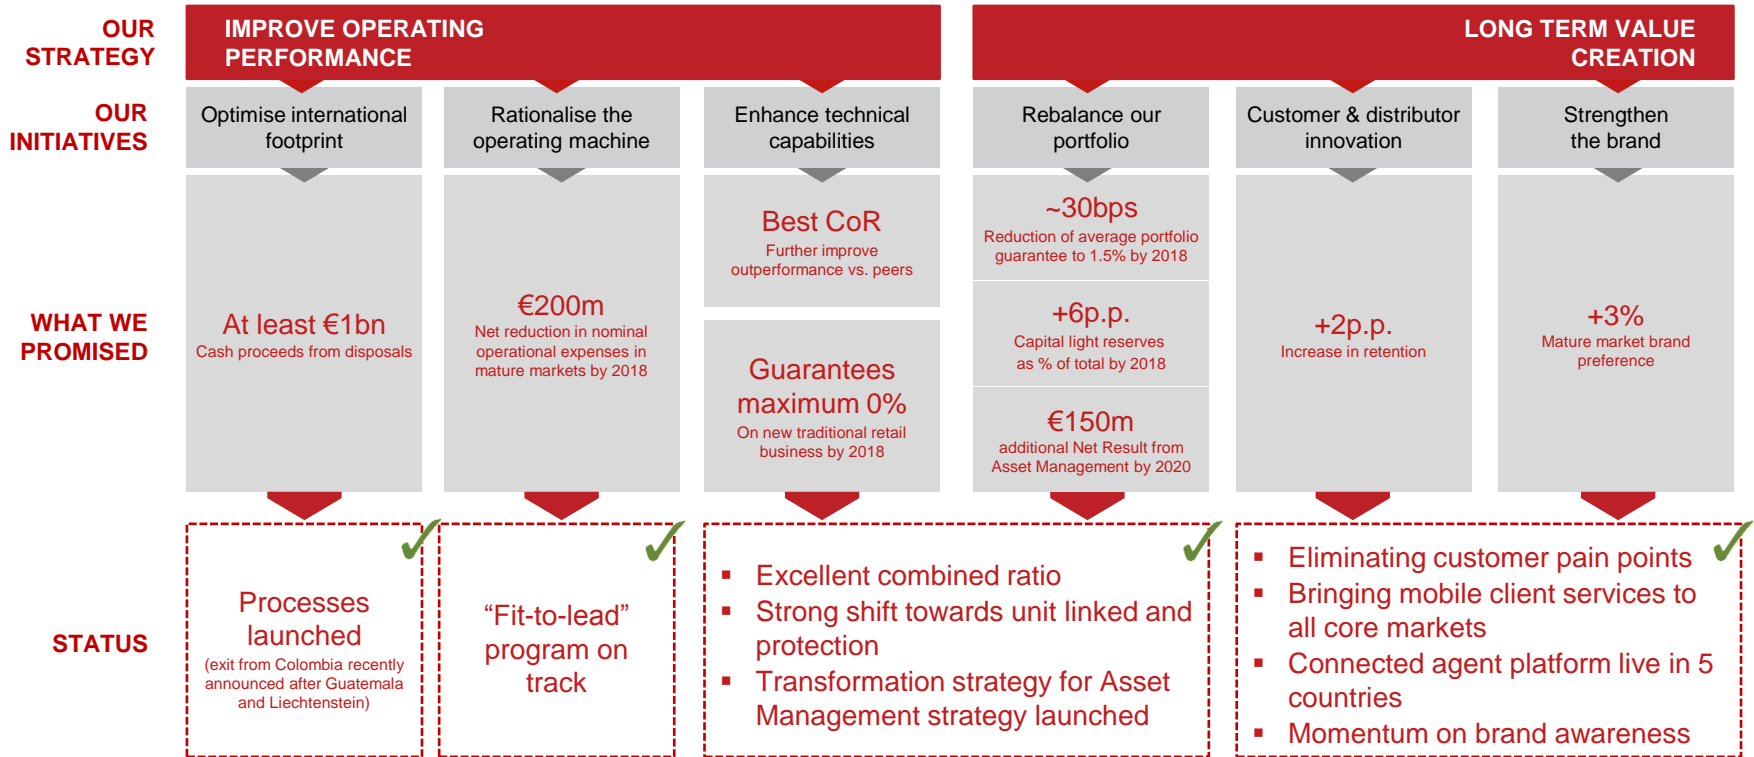 OUR
STRATEGY
IMPROVE OPERATING
PERFORMANCE
LONG TERM VALUE
CREATION
OUR
INITIATIVES
Optimise international
footprint
Rationalise the
operating machine
Enhance technical
capabilities
Rebalance our
portfolio
Customer & distributor
innovation
Strengthen
the brand
WHAT WE
PROMISED
At least €1bn
Cash proceeds from disposals
€200m
Net reduction in nominal
operational expenses in
mature markets by 2018
Best CoR
Further improve
outperformance vs. peers
Guarantees
maximum 0%
On new traditional retail
business by 2018
~30bps
Reduction of average portfolio
guarantee to 1.5% by 2018
+6p.p.
Capital light reserves
as % of total by 2018
€150m
additional Net Result from
Asset Management by 2020
+2p.p.
Increase in retention
+3%
Mature market brand
preference
STATUS
Processes
launched
(exit from Colombia recently
announced after Guatemala
and Liechtenstein)
“Fit-to-lead”
program on
track
▪ Excellent combined ratio
▪ Strong shift towards unit linked and
protection
▪ Transformation strategy for Asset
Management strategy launched
▪ Eliminating customer pain points
▪ Bringing mobile client services to
all core markets
▪ Connected agent platform live in 5
countries
▪ Momentum on brand awareness